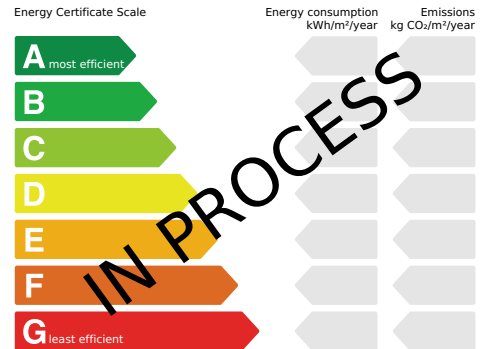 Energy Certificate Scale
Energy consumption
kWh/m²/year
Emissions
kg CO₂/m²/year
A most efficient
B
C
D
E
F
G least efficient
IN PROCESS